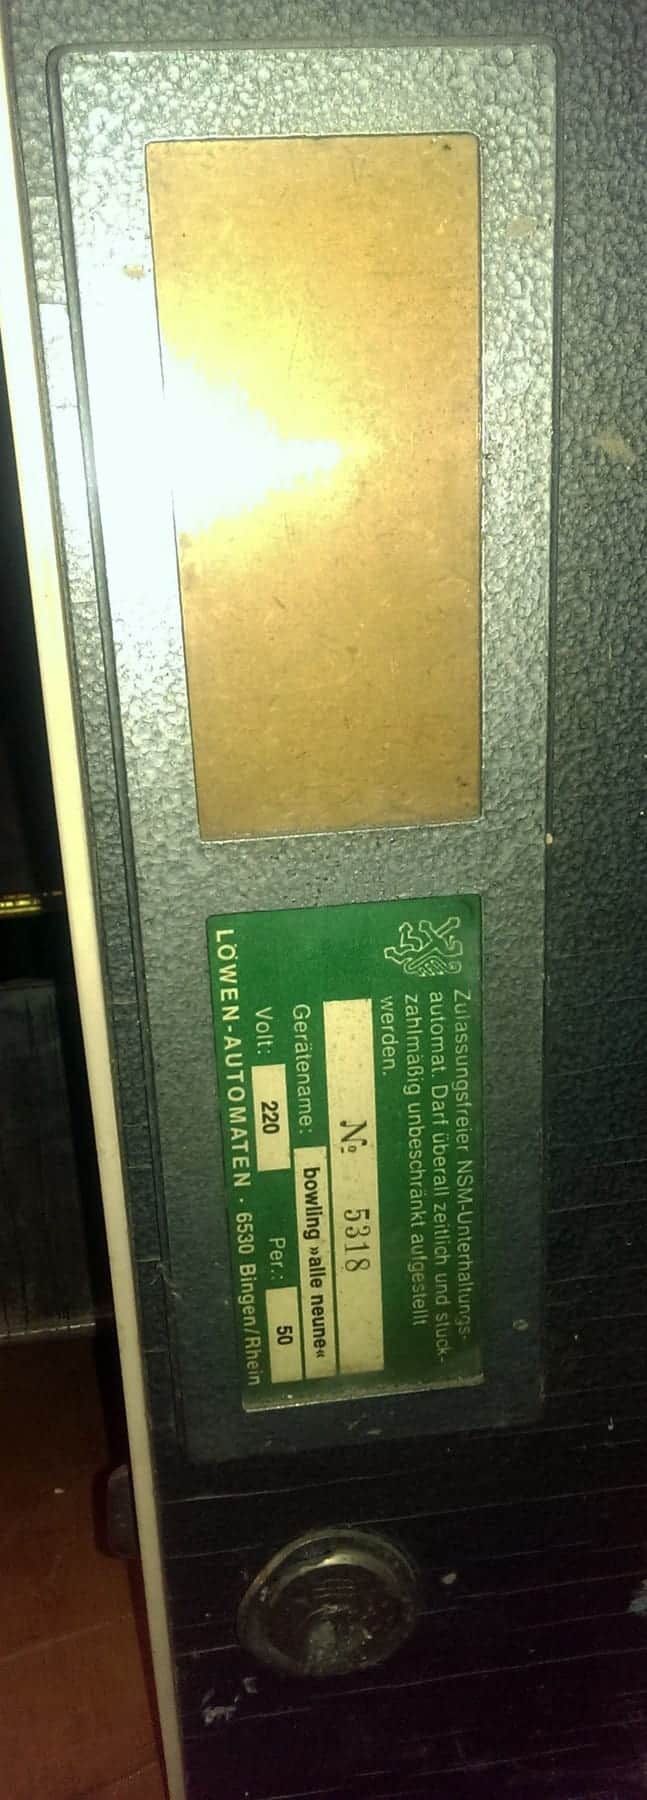 Zulassungsfreier NSM-Unterhaltungs-
automat. Darf überall zeitlich und stück-
zahlmäßig unbeschränkt aufgestellt
werden.
№ 5318
Gerätename: bowling »alle neune«
Volt: 220 Per.: 50
LÖWEN-AUTOMATEN · 6530 Bingen/Rhein